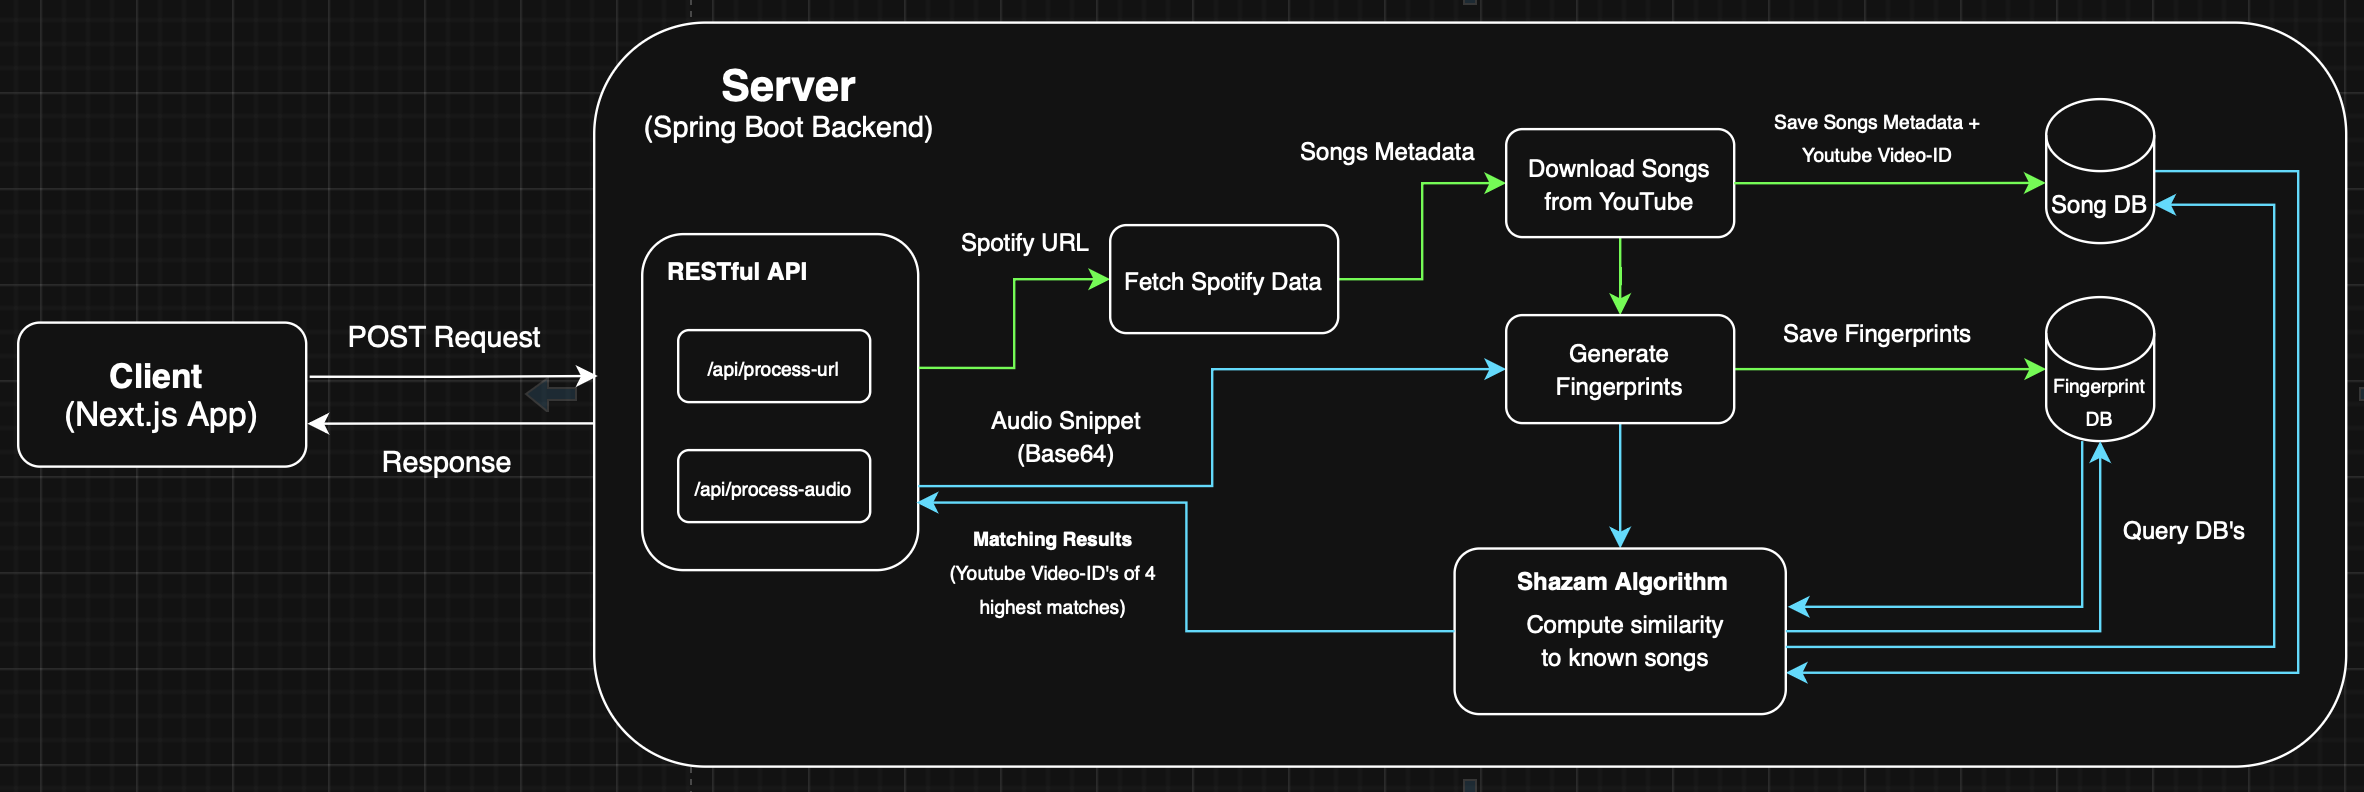 Server
(Spring Boot Backend)
Save Songs Metadata +
Youtube Video-ID
Songs Metadata
Download Songs
from YouTube
Song DB
Spotify URL
RESTful API
Fetch Spotify Data
POST Request
Client
(Next.js App)
Response
/api/process-url
/api/process-audio
Generate
Fingerprints
Save Fingerprints
Fingerprint
DB
Audio Snippet
(Base64)
Matching Results
(Youtube Video-ID's of 4
highest matches)
Query DB's
Shazam Algorithm
Compute similarity
to known songs